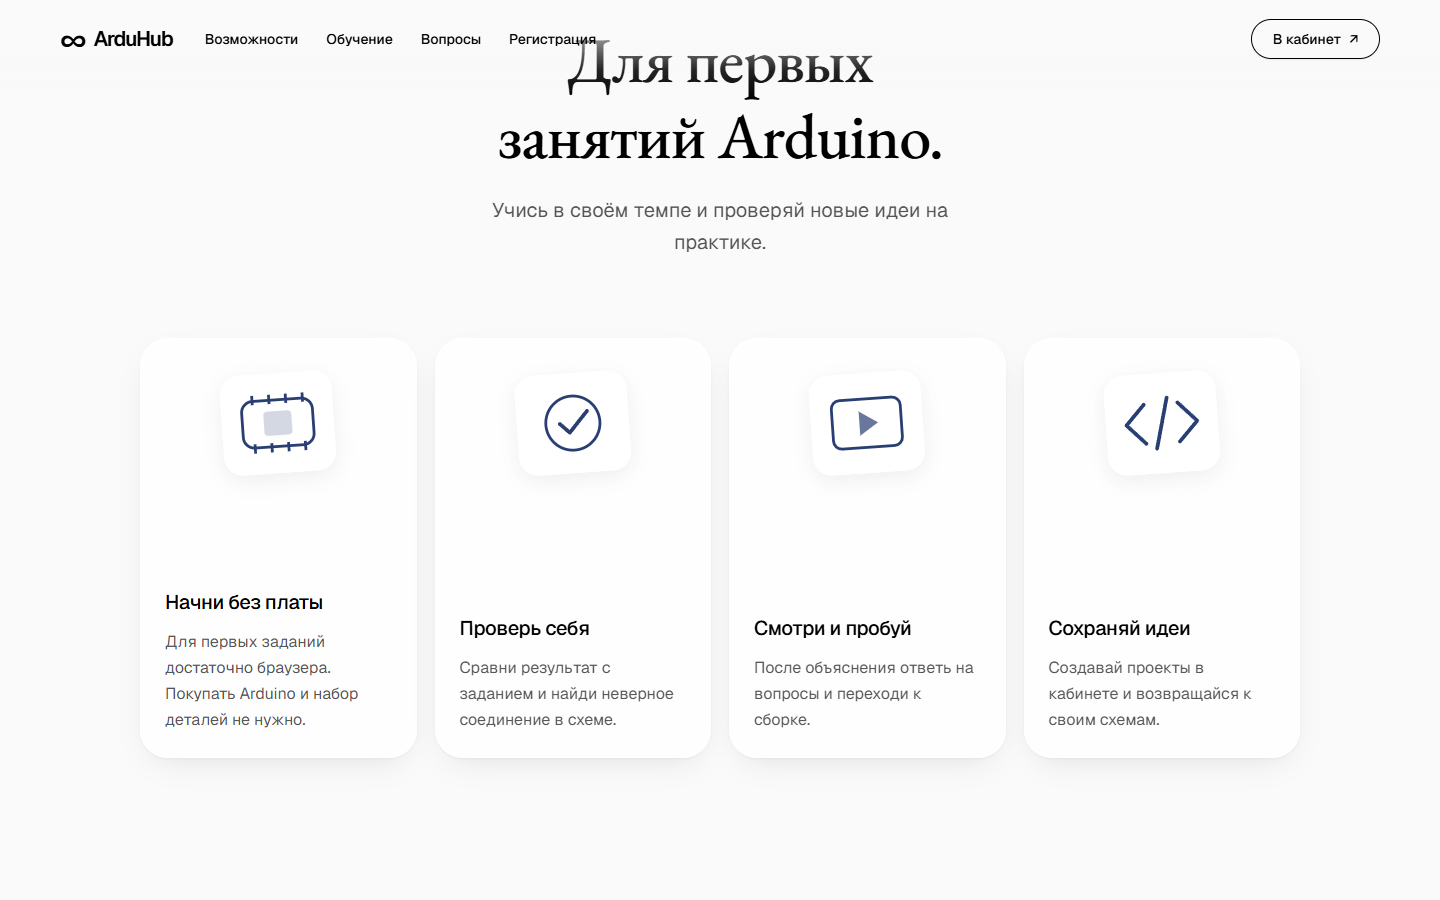 ArduHub Возможности Обучение Вопросы Регистрация В кабинет
Для первых
занятий Arduino.
Учись в своём темпе и проверяй новые идеи на
практике.
Начни без платы
Для первых заданий
достаточно браузера.
Покупать Arduino и набор
деталей не нужно.
Проверь себя
Сравни результат с
заданием и найди неверное
соединение в схеме.
Смотри и пробуй
После объяснения ответь на
вопросы и переходи к
сборке.
Сохраняй идеи
Создавай проекты в
кабинете и возвращайся к
своим схемам.